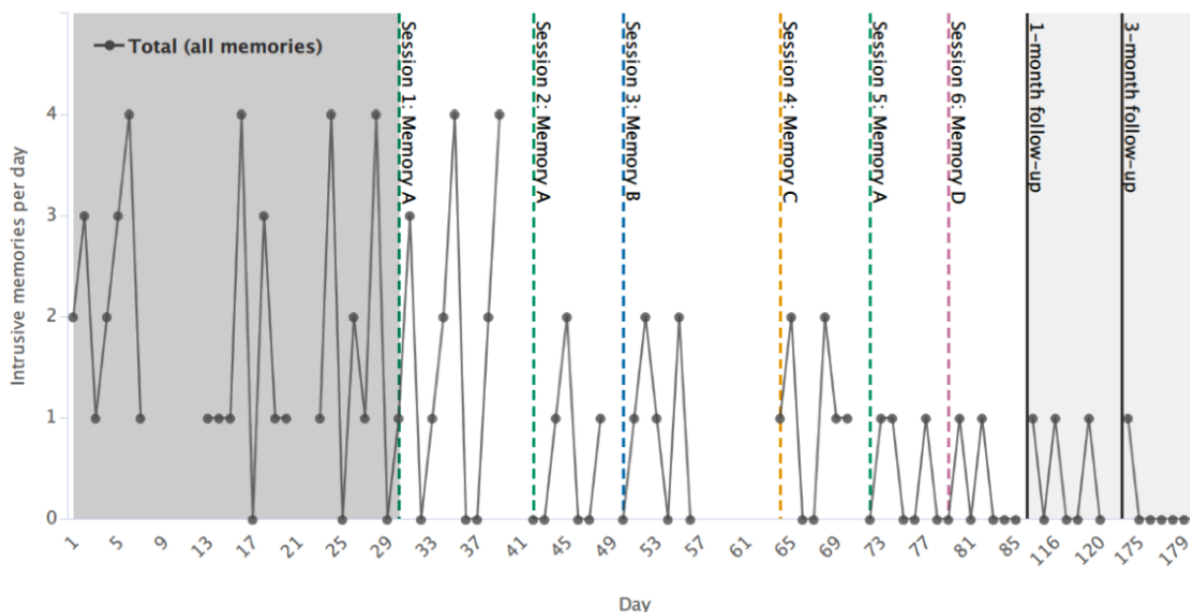 Total (all memories)
Session 1: Memory A
Session 2: Memory A
Session 3: Memory B
Session 4: Memory C
Session 5: Memory A
Session 6: Memory D
1-month follow-up
3-month follow-up
Intrusive memories per day
4
3
2
1
0
1 5 9 13 17 21 25 29 33 37 41 45 49 53 57 61 65 69 73 77 81 85 116 120 175 179
Day